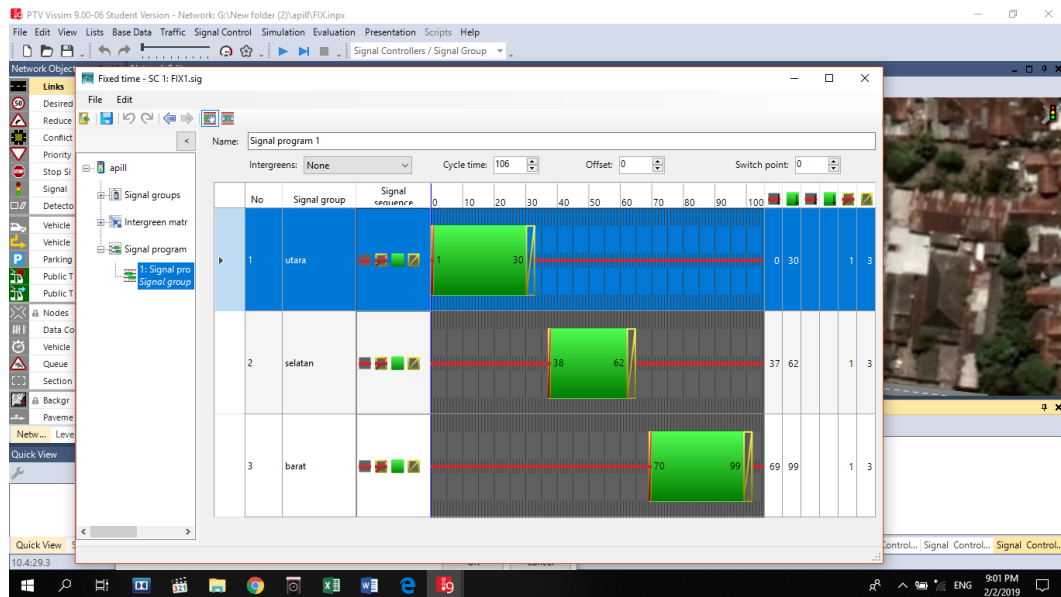 PTV Vissim 9.00-06 Student Version - Network: G:\New folder (2)\apill\FIX.inpx
File Edit View Lists Base Data Traffic Signal Control Simulation Evaluation Presentation Scripts Help
Signal Controllers / Signal Group
Network Object
Links
Desired
Reduce
Conflict
Priority
Stop Si
Signal
Detecto
Vehicle
Vehicle
Parking
Public T
Public T
Nodes
Data Co
Vehicle
Queue
Section
Backgr
Paveme
Netw... Leve
Quick View
Quick View
10.4:29.3
Fixed time - SC 1: FIX1.sig
File Edit
Name: Signal program 1
Intergreens: None Cycle time: 106 Offset: 0 Switch point: 0
apill
Signal groups
Intergreen matr
Signal program
1: Signal pro
Signal group
No Signal group Signal sequence 0 10 20 30 40 50 60 70 80 90 100
1 utara 1 30 0 30 1 3
2 selatan 38 62 37 62 1 3
3 barat 70 99 69 99 1 3
Control... Signal Control... Signal Control...
ENG
9:01 PM
2/2/2019